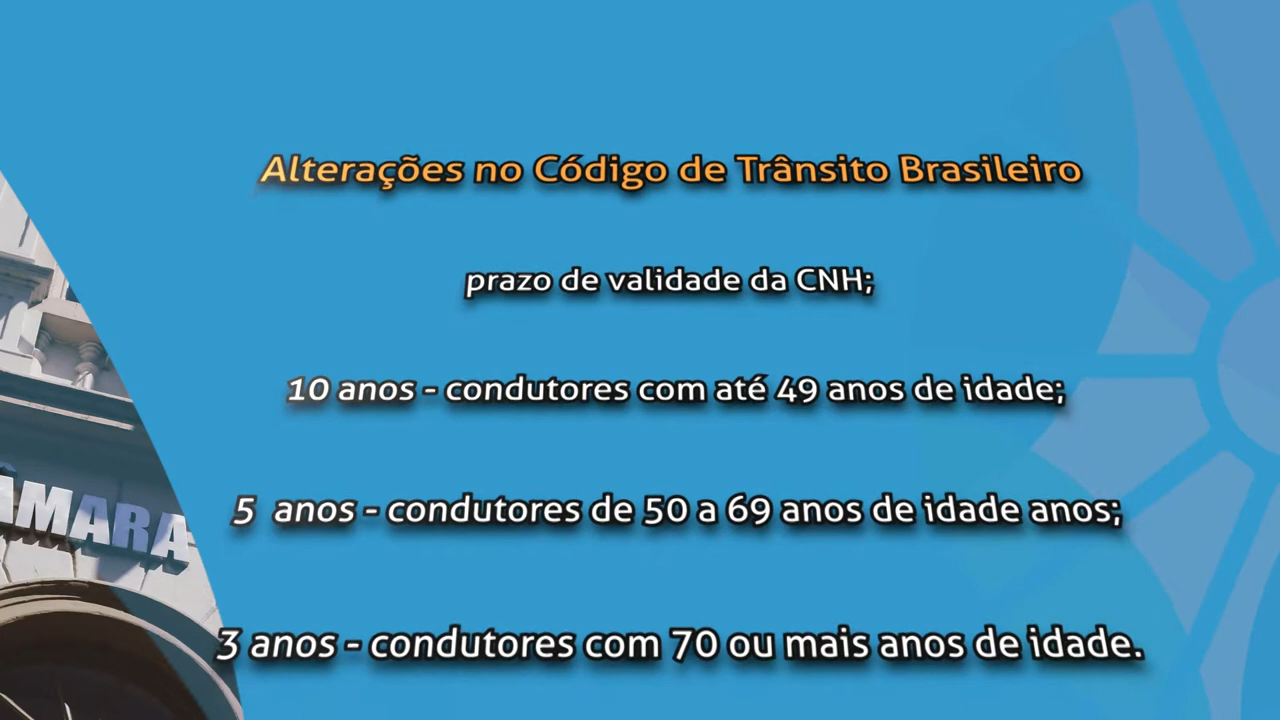 Alterações no Código de Trânsito Brasileiro
prazo de validade da CNH;
10 anos - condutores com até 49 anos de idade;
5 anos - condutores de 50 a 69 anos de idade anos;
CÂMARA
3 anos - condutores com 70 ou mais anos de idade.